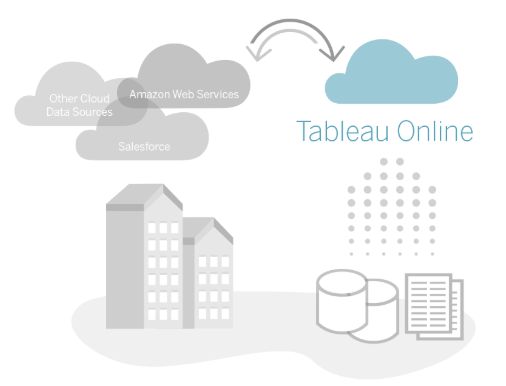 Other Cloud
Data Sources
Amazon Web Services
Salesforce
Tableau Online